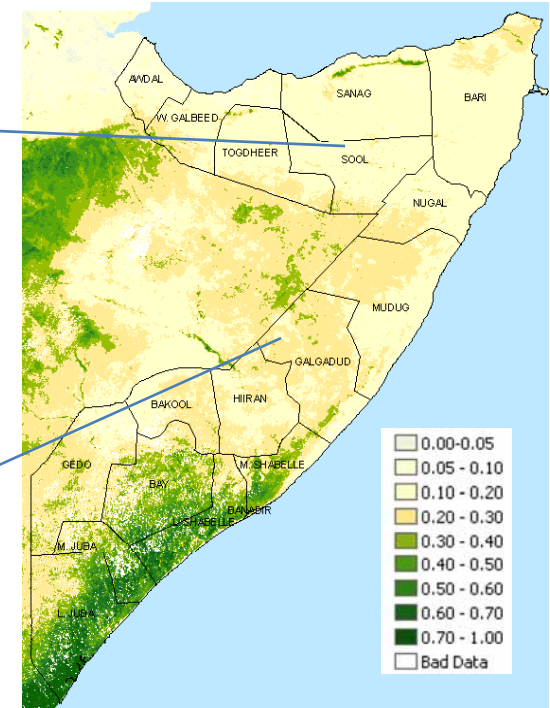 AWDAL
SANAG
BARI
W. GALBEED
TOGDHEER
SOOL
NUGAL
MUDUG
GALGADUD
BAKOOL
HIIRAN
GEDO
M. SHABELLE
BAY
BANADIR
L. SHABELLE
M. JUBA
L. JUBA
0.00-0.05
0.05 - 0.10
0.10 - 0.20
0.20 - 0.30
0.30 - 0.40
0.40 - 0.50
0.50 - 0.60
0.60 - 0.70
0.70 - 1.00
Bad Data